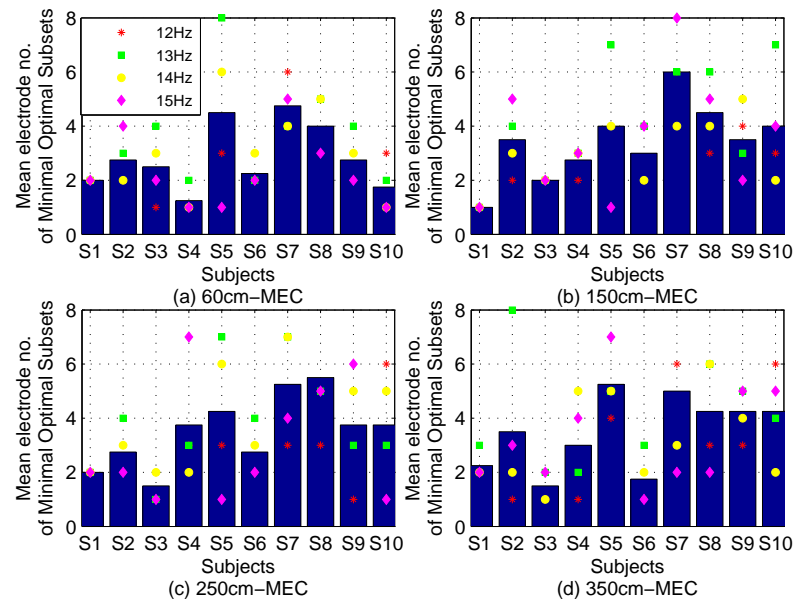 Mean electrode no.
of Minimal Optimal Subsets
8
6
4
2
0
12Hz
13Hz
14Hz
15Hz
S1 S2 S3 S4 S5 S6 S7 S8 S9 S10
Subjects
(a) 60cm−MEC
Mean electrode no.
of Minimal Optimal Subsets
8
6
4
2
0
S1 S2 S3 S4 S5 S6 S7 S8 S9 S10
Subjects
(b) 150cm−MEC
Mean electrode no.
of Minimal Optimal Subsets
8
6
4
2
0
S1 S2 S3 S4 S5 S6 S7 S8 S9 S10
Subjects
(c) 250cm−MEC
Mean electrode no.
of Minimal Optimal Subsets
8
6
4
2
0
S1 S2 S3 S4 S5 S6 S7 S8 S9 S10
Subjects
(d) 350cm−MEC